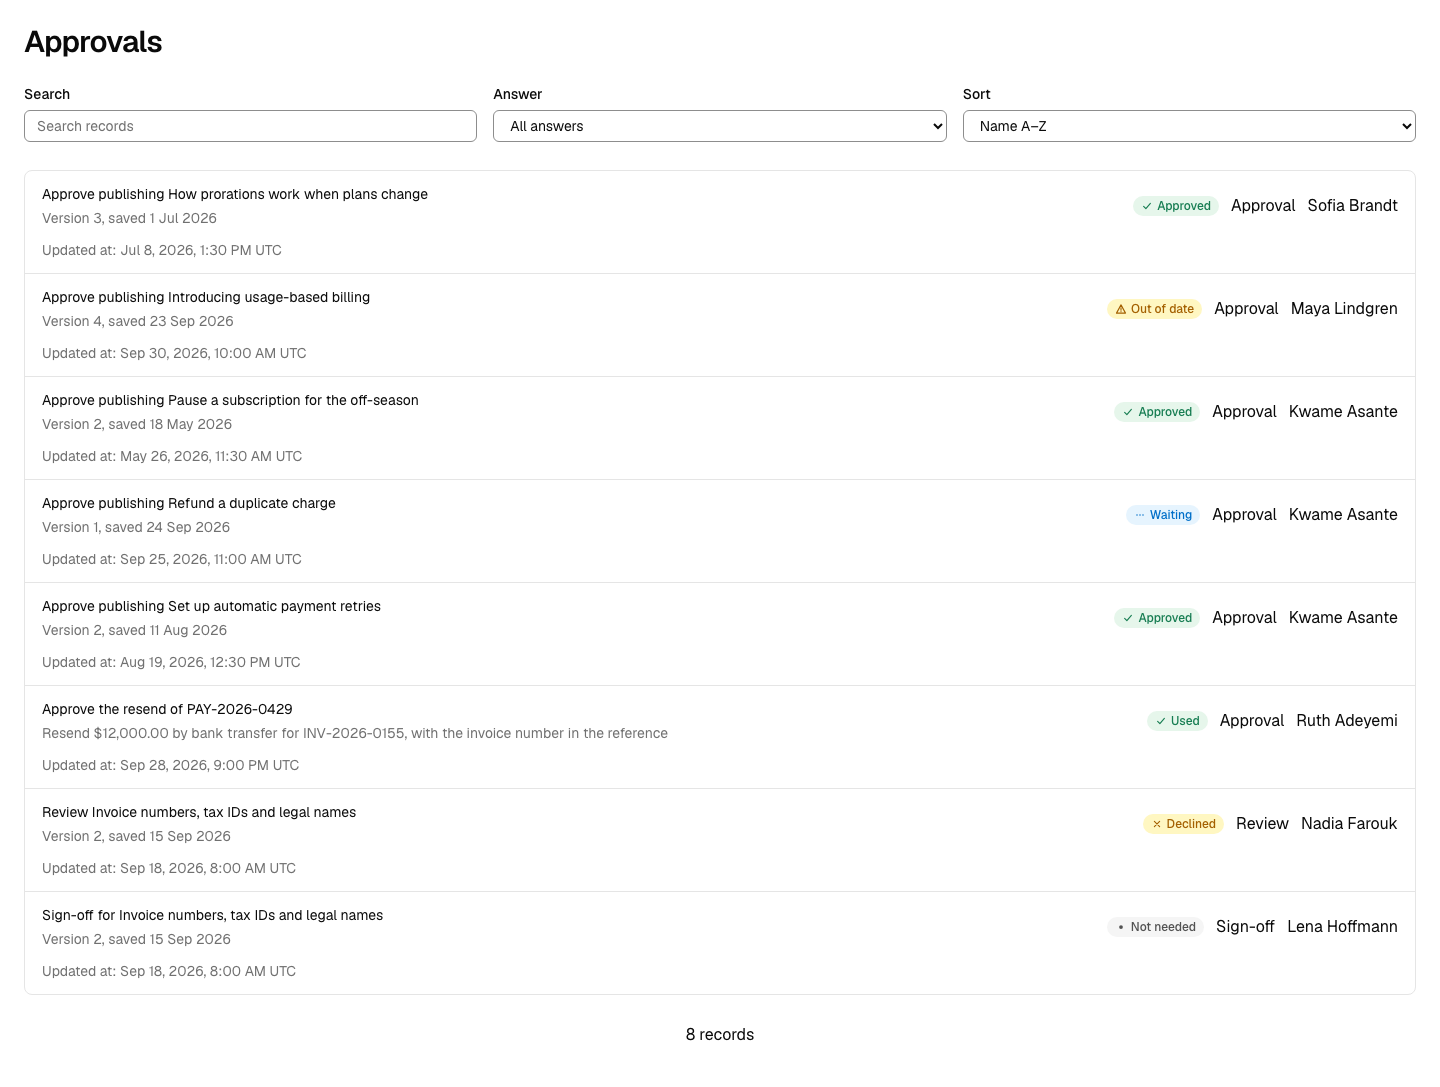 Approvals
Search
Answer
Sort
Search records
All answers
Name A–Z
Approve publishing How prorations work when plans change
Version 3, saved 1 Jul 2026
Updated at: Jul 8, 2026, 1:30 PM UTC
Approved
Approval
Sofia Brandt
Approve publishing Introducing usage-based billing
Version 4, saved 23 Sep 2026
Updated at: Sep 30, 2026, 10:00 AM UTC
Out of date
Approval
Maya Lindgren
Approve publishing Pause a subscription for the off-season
Version 2, saved 18 May 2026
Updated at: May 26, 2026, 11:30 AM UTC
Approved
Approval
Kwame Asante
Approve publishing Refund a duplicate charge
Version 1, saved 24 Sep 2026
Updated at: Sep 25, 2026, 11:00 AM UTC
Waiting
Approval
Kwame Asante
Approve publishing Set up automatic payment retries
Version 2, saved 11 Aug 2026
Updated at: Aug 19, 2026, 12:30 PM UTC
Approved
Approval
Kwame Asante
Approve the resend of PAY-2026-0429
Resend $12,000.00 by bank transfer for INV-2026-0155, with the invoice number in the reference
Updated at: Sep 28, 2026, 9:00 PM UTC
Used
Approval
Ruth Adeyemi
Review Invoice numbers, tax IDs and legal names
Version 2, saved 15 Sep 2026
Updated at: Sep 18, 2026, 8:00 AM UTC
Declined
Review
Nadia Farouk
Sign-off for Invoice numbers, tax IDs and legal names
Version 2, saved 15 Sep 2026
Updated at: Sep 18, 2026, 8:00 AM UTC
Not needed
Sign-off
Lena Hoffmann
8 records